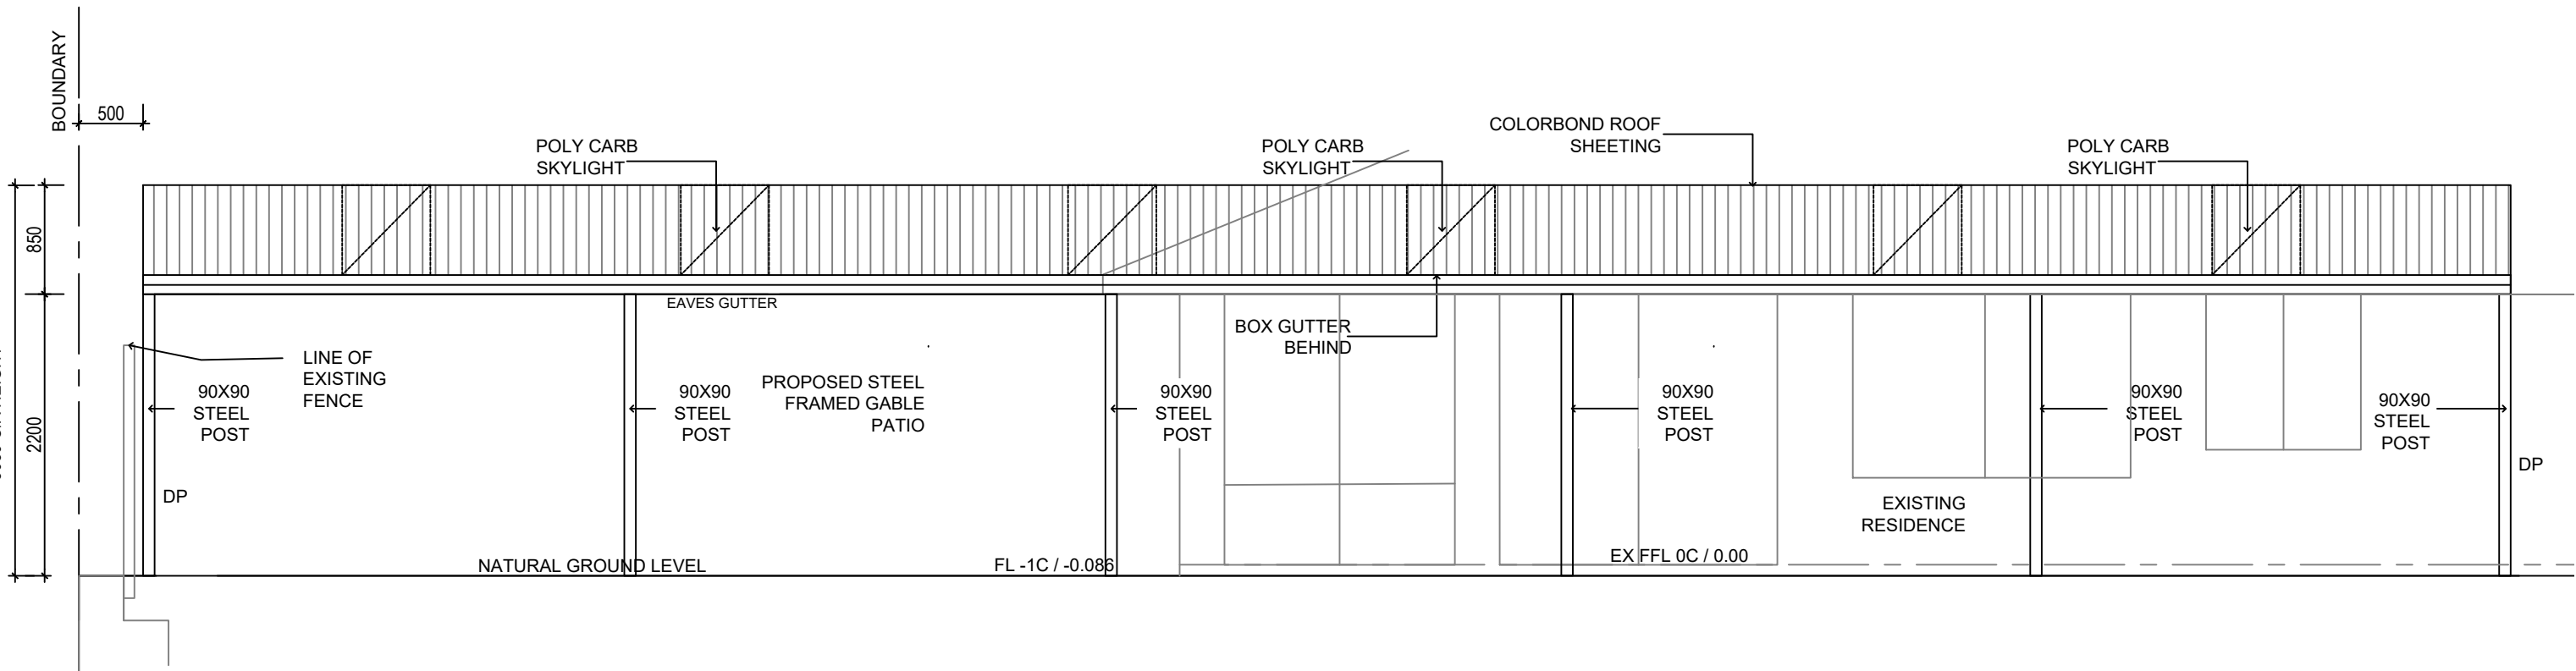 BOUNDARY
500
850
2200
POLY CARB
SKYLIGHT
POLY CARB
SKYLIGHT
COLORBOND ROOF
SHEETING
POLY CARB
SKYLIGHT
EAVES GUTTER
BOX GUTTER
BEHIND
LINE OF
EXISTING
FENCE
90X90
STEEL
POST
90X90
STEEL
POST
PROPOSED STEEL
FRAMED GABLE
PATIO
90X90
STEEL
POST
90X90
STEEL
POST
90X90
STEEL
POST
90X90
STEEL
POST
DP
DP
EXISTING
RESIDENCE
NATURAL GROUND LEVEL
FL -1C / -0.086
EX FFL 0C / 0.00